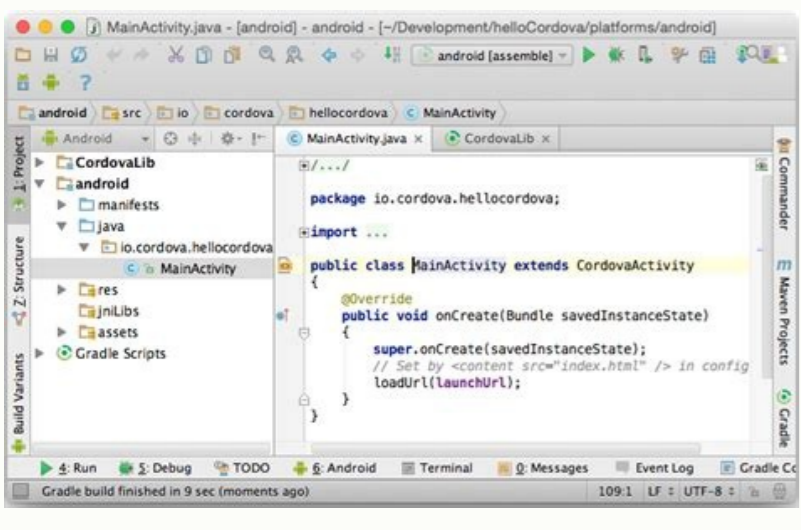 MainActivity.java - [android] - android - [~/Development/helloCordova/platforms/android]
android [assemble]
?
android src io cordova hellocordova MainActivity
1: Project
Z: Structure
Build Variants
Android
CordovaLib
android
manifests
java
io.cordova.hellocordova
MainActivity
res
jniLibs
assets
Gradle Scripts
MainActivity.java × CordovaLib ×
/.../
package io.cordova.hellocordova;
import ...
public class MainActivity extends CordovaActivity
{
@Override
public void onCreate(Bundle savedInstanceState)
{
super.onCreate(savedInstanceState);
// Set by <content src="index.html" /> in config
loadUrl(launchUrl);
}
}
Commander
Maven Projects
Gradle
4: Run 5: Debug TODO 6: Android Terminal 0: Messages Event Log Gradle Co
Gradle build finished in 9 sec (moments ago) 109:1 LF UTF-8